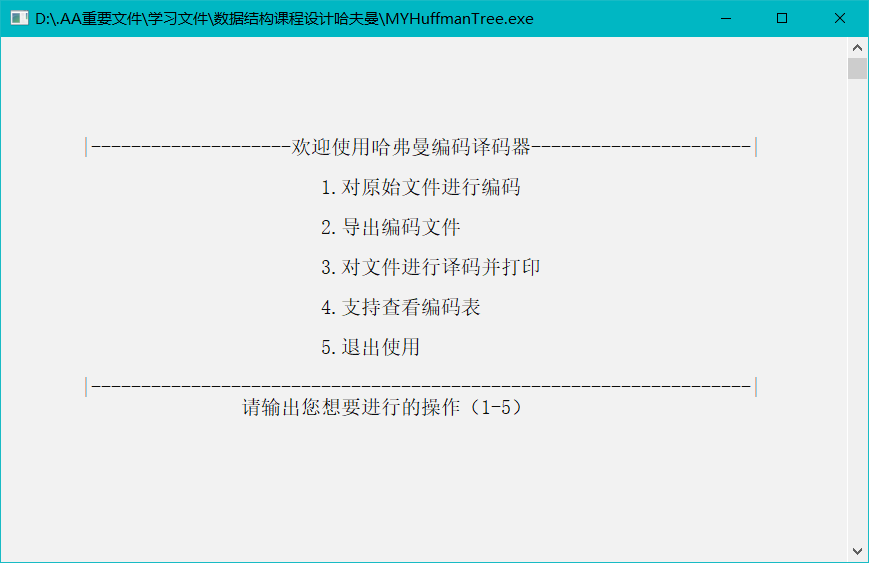 D:\.AA重要文件\学习文件\数据结构课程设计哈夫曼\MYHuffmanTree.exe
|--------------------欢迎使用哈弗曼编码译码器----------------------|
1.对原始文件进行编码
2.导出编码文件
3.对文件进行译码并打印
4.支持查看编码表
5.退出使用
|------------------------------------------------------------------|
请输出您想要进行的操作（1-5）